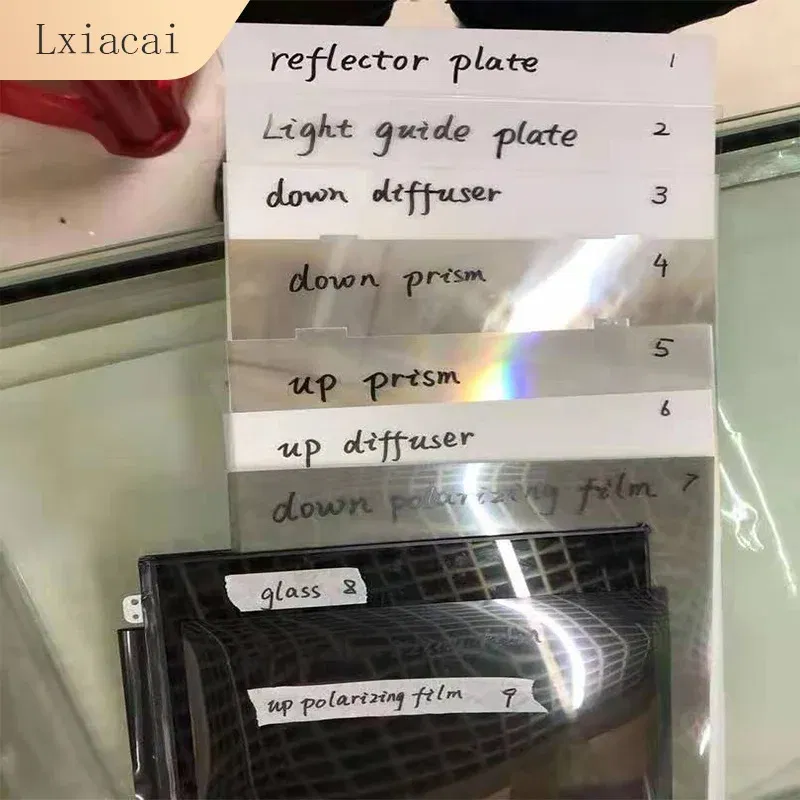 Lxiacai
reflector plate 1
Light guide plate 2
down diffuser 3
down prism 4
up prism 5
up diffuser 6
down polarizing film 7
glass 8
up polarizing film 9